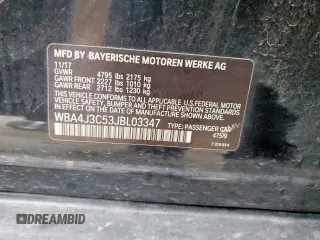 MFD BY -BAYERISCHE MOTOREN WERKE AG
11/17
GVWR 4795 lbs 2175 kg
GAWR FRONT 2227 lbs 1010 kg
GAWR REAR 2712 lbs 1230 kg
THIS VEHICLE CONFORMS TO ALL APPLICABLE U.S. FEDERAL MOTOR
VEHICLE SAFETY, BUMPER, AND THEFT PREVENTION STANDARDS IN
EFFECT ON THE DATE OF MANUFACTURE SHOWN ABOVE.
WBA4J3C53JBL03347 TYPE: PASSENGER CAR
475/9
DREAMBID